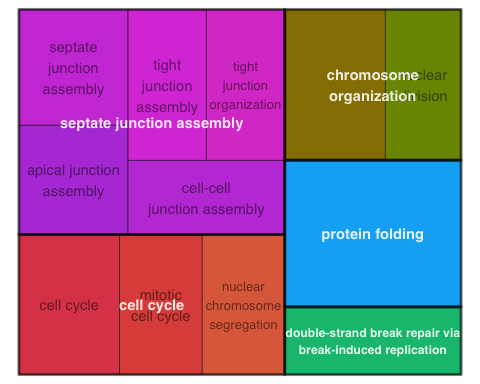 septate
junction
assembly
tight
junction
assembly
tight
junction
organization
septate junction assembly
apical junction
assembly
cell-cell
junction assembly
chromosome
organization
protein folding
cell cycle
mitotic
cell cycle
cell cycle
nuclear
chromosome
segregation
double-strand break repair via
break-induced replication